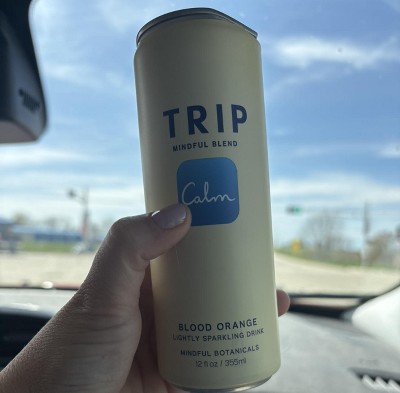 TRIP
MINDFUL BLEND
Calm
BLOOD ORANGE
LIGHTLY SPARKLING DRINK
MINDFUL BOTANICALS
12 fl oz / 355ml